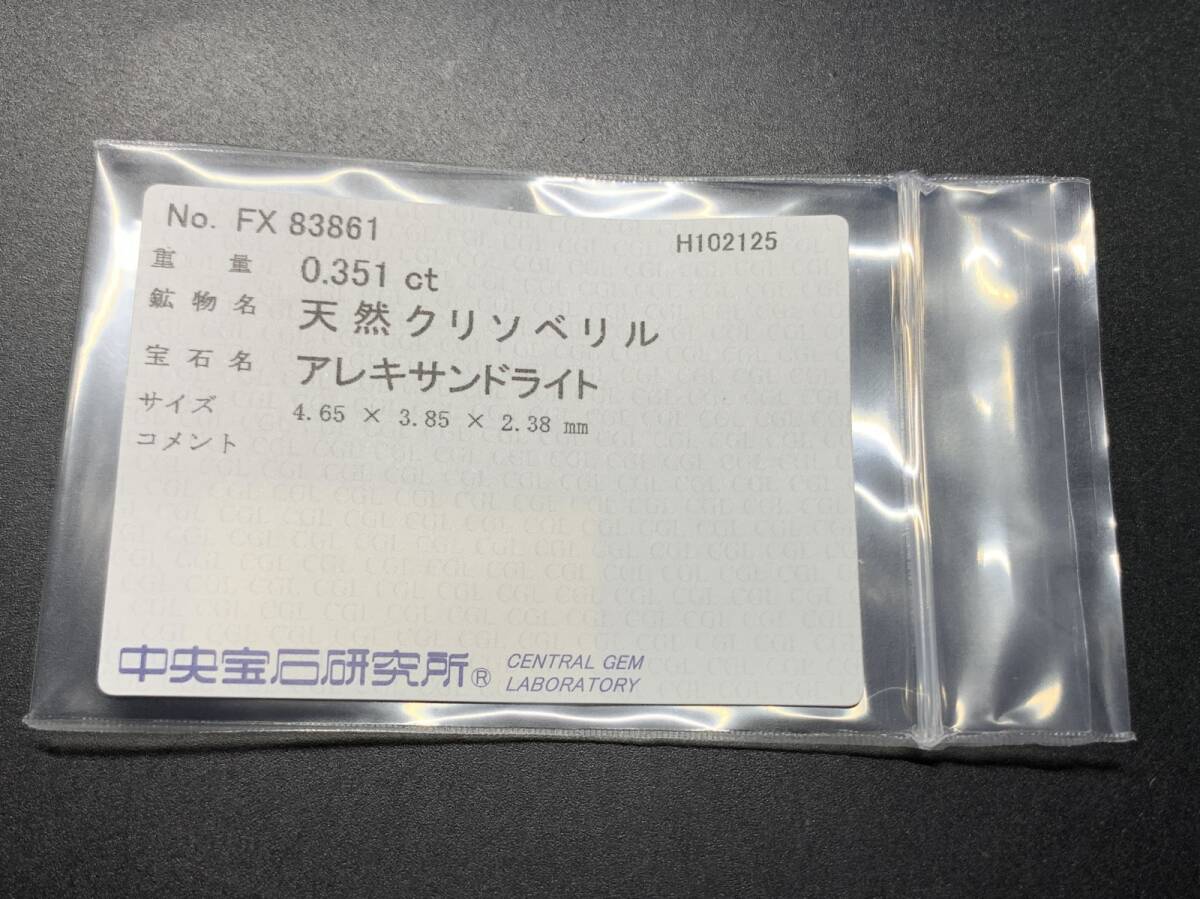 No. FX 83861 H102125
重 量 0.351 ct
鉱物名 天然クリソベリル
宝石名 アレキサンドライト
サイズ 4.65 × 3.85 × 2.38 mm
コメント
中央宝石研究所® CENTRAL GEM
LABORATORY